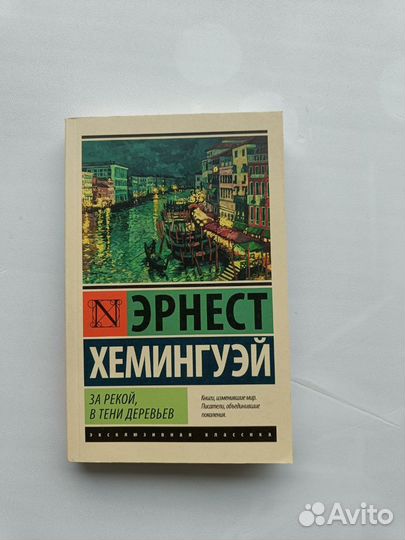 N ЭРНЕСТ
ХЕМИНГУЭЙ
ЗА РЕКОЙ,
В ТЕНИ ДЕРЕВЬЕВ
Книги, изменившие мир.
Писатели, объединившие
поколения.
ЭКСКЛЮЗИВНАЯ КЛАССИКА
Avito